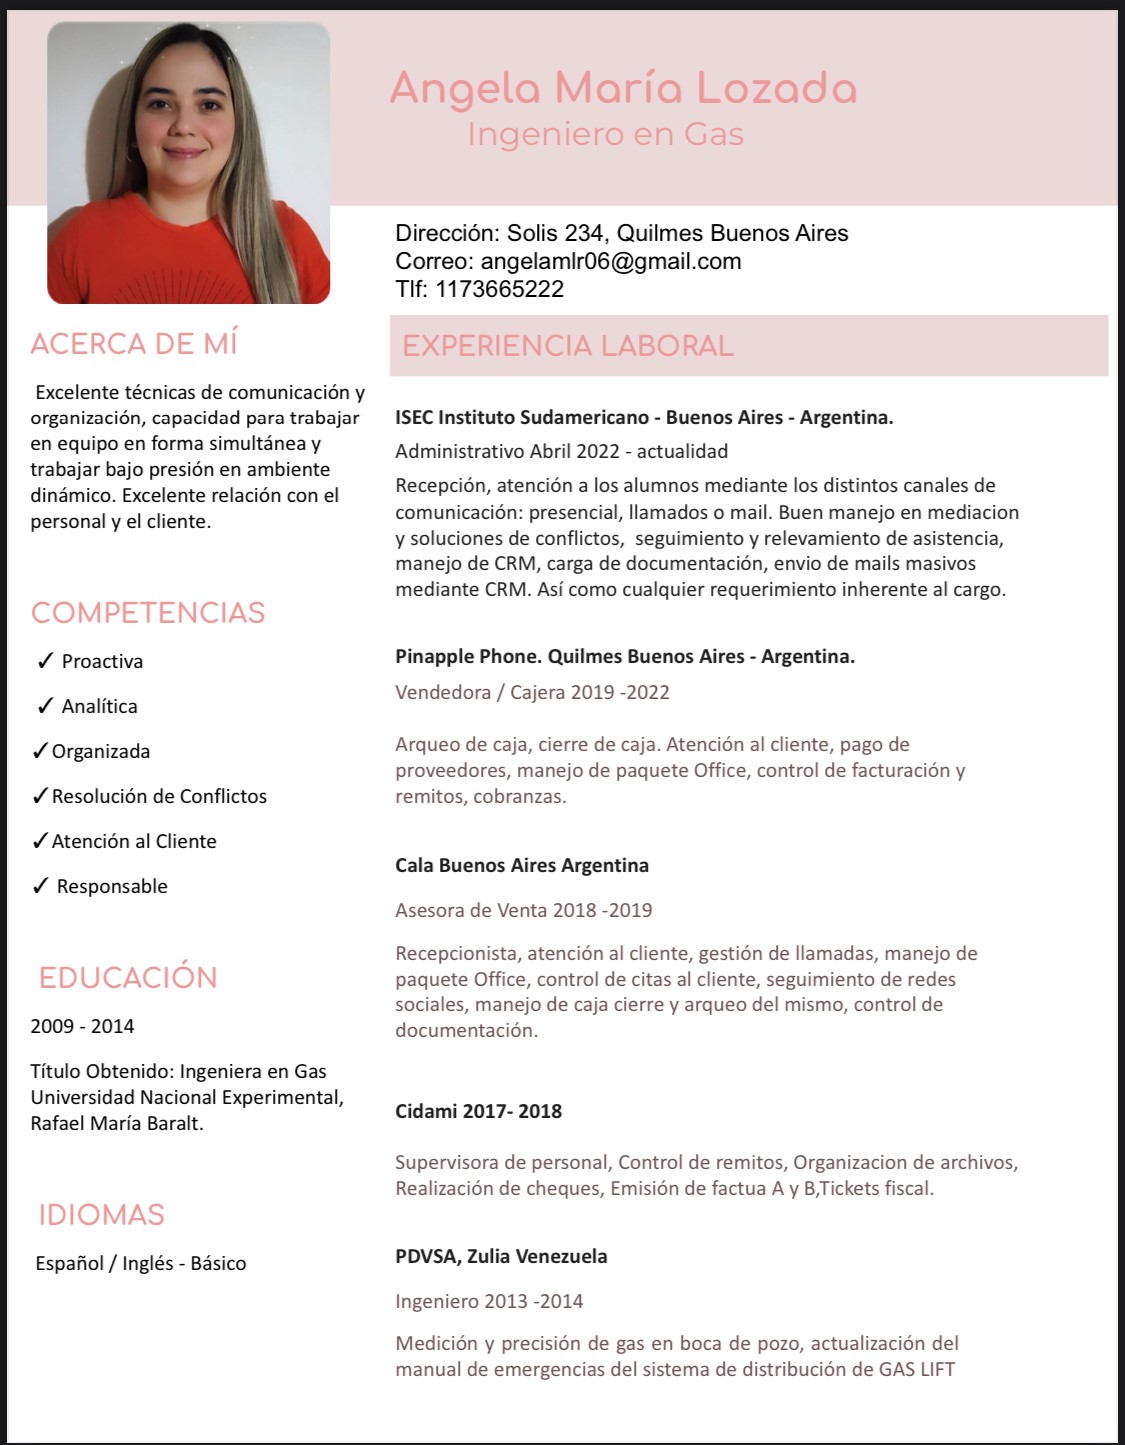 Angela María Lozada
Ingeniero en Gas
Dirección: Solis 234, Quilmes Buenos Aires
Correo: angelamlr06@gmail.com
Tlf: 1173665222
ACERCA DE MÍ
Excelente técnicas de comunicación y
organización, capacidad para trabajar
en equipo en forma simultánea y
trabajar bajo presión en ambiente
dinámico. Excelente relación con el
personal y el cliente.
COMPETENCIAS
✓ Proactiva
✓ Analítica
✓Organizada
✓Resolución de Conflictos
✓Atención al Cliente
✓ Responsable
EDUCACIÓN
2009 - 2014
Título Obtenido: Ingeniera en Gas
Universidad Nacional Experimental,
Rafael María Baralt.
IDIOMAS
Español / Inglés - Básico
EXPERIENCIA LABORAL
ISEC Instituto Sudamericano - Buenos Aires - Argentina.
Administrativo Abril 2022 - actualidad
Recepción, atención a los alumnos mediante los distintos canales de
comunicación: presencial, llamados o mail. Buen manejo en mediacion
y soluciones de conflictos,  seguimiento y relevamiento de asistencia,
manejo de CRM, carga de documentación, envio de mails masivos
mediante CRM. Así como cualquier requerimiento inherente al cargo.
Pinapple Phone. Quilmes Buenos Aires - Argentina.
Vendedora / Cajera 2019 -2022
Arqueo de caja, cierre de caja. Atención al cliente, pago de
proveedores, manejo de paquete Office, control de facturación y
remitos, cobranzas.
Cala Buenos Aires Argentina
Asesora de Venta 2018 -2019
Recepcionista, atención al cliente, gestión de llamadas, manejo de
paquete Office, control de citas al cliente, seguimiento de redes
sociales, manejo de caja cierre y arqueo del mismo, control de
documentación.
Cidami 2017- 2018
Supervisora de personal, Control de remitos, Organizacion de archivos,
Realización de cheques, Emisión de factua A y B,Tickets fiscal.
PDVSA, Zulia Venezuela
Ingeniero 2013 -2014
Medición y precisión de gas en boca de pozo, actualización del
manual de emergencias del sistema de distribución de GAS LIFT